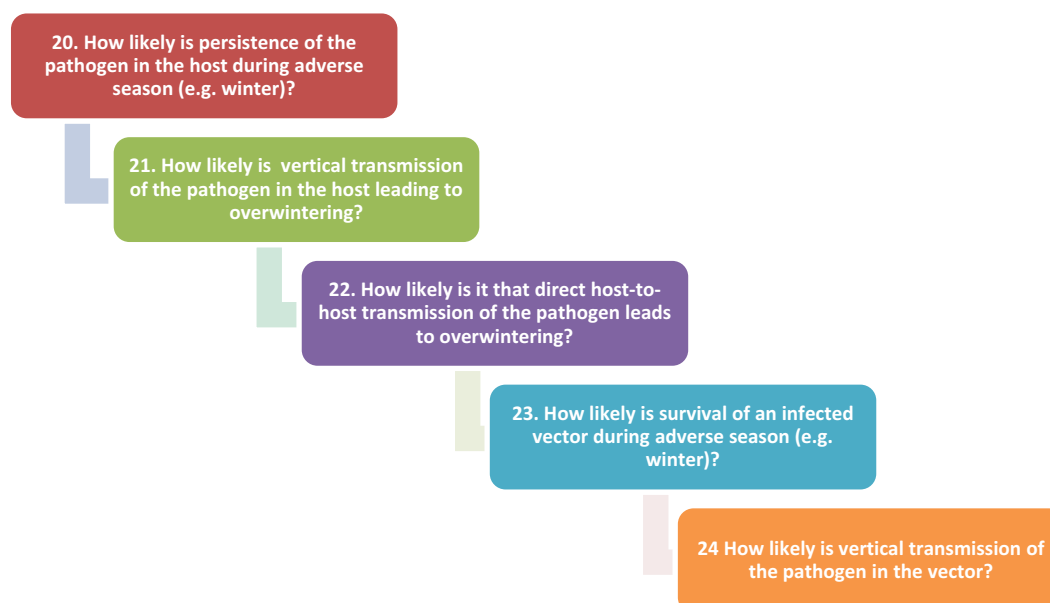 20. How likely is persistence of the
pathogen in the host during adverse
season (e.g. winter)?
21. How likely is  vertical transmission
of the pathogen in the host leading to
overwintering?
22. How likely is it that direct host-to-
host transmission of the pathogen leads
to overwintering?
23. How likely is survival of an infected
vector during adverse season (e.g.
winter)?
24 How likely is vertical transmission of
the pathogen in the vector?